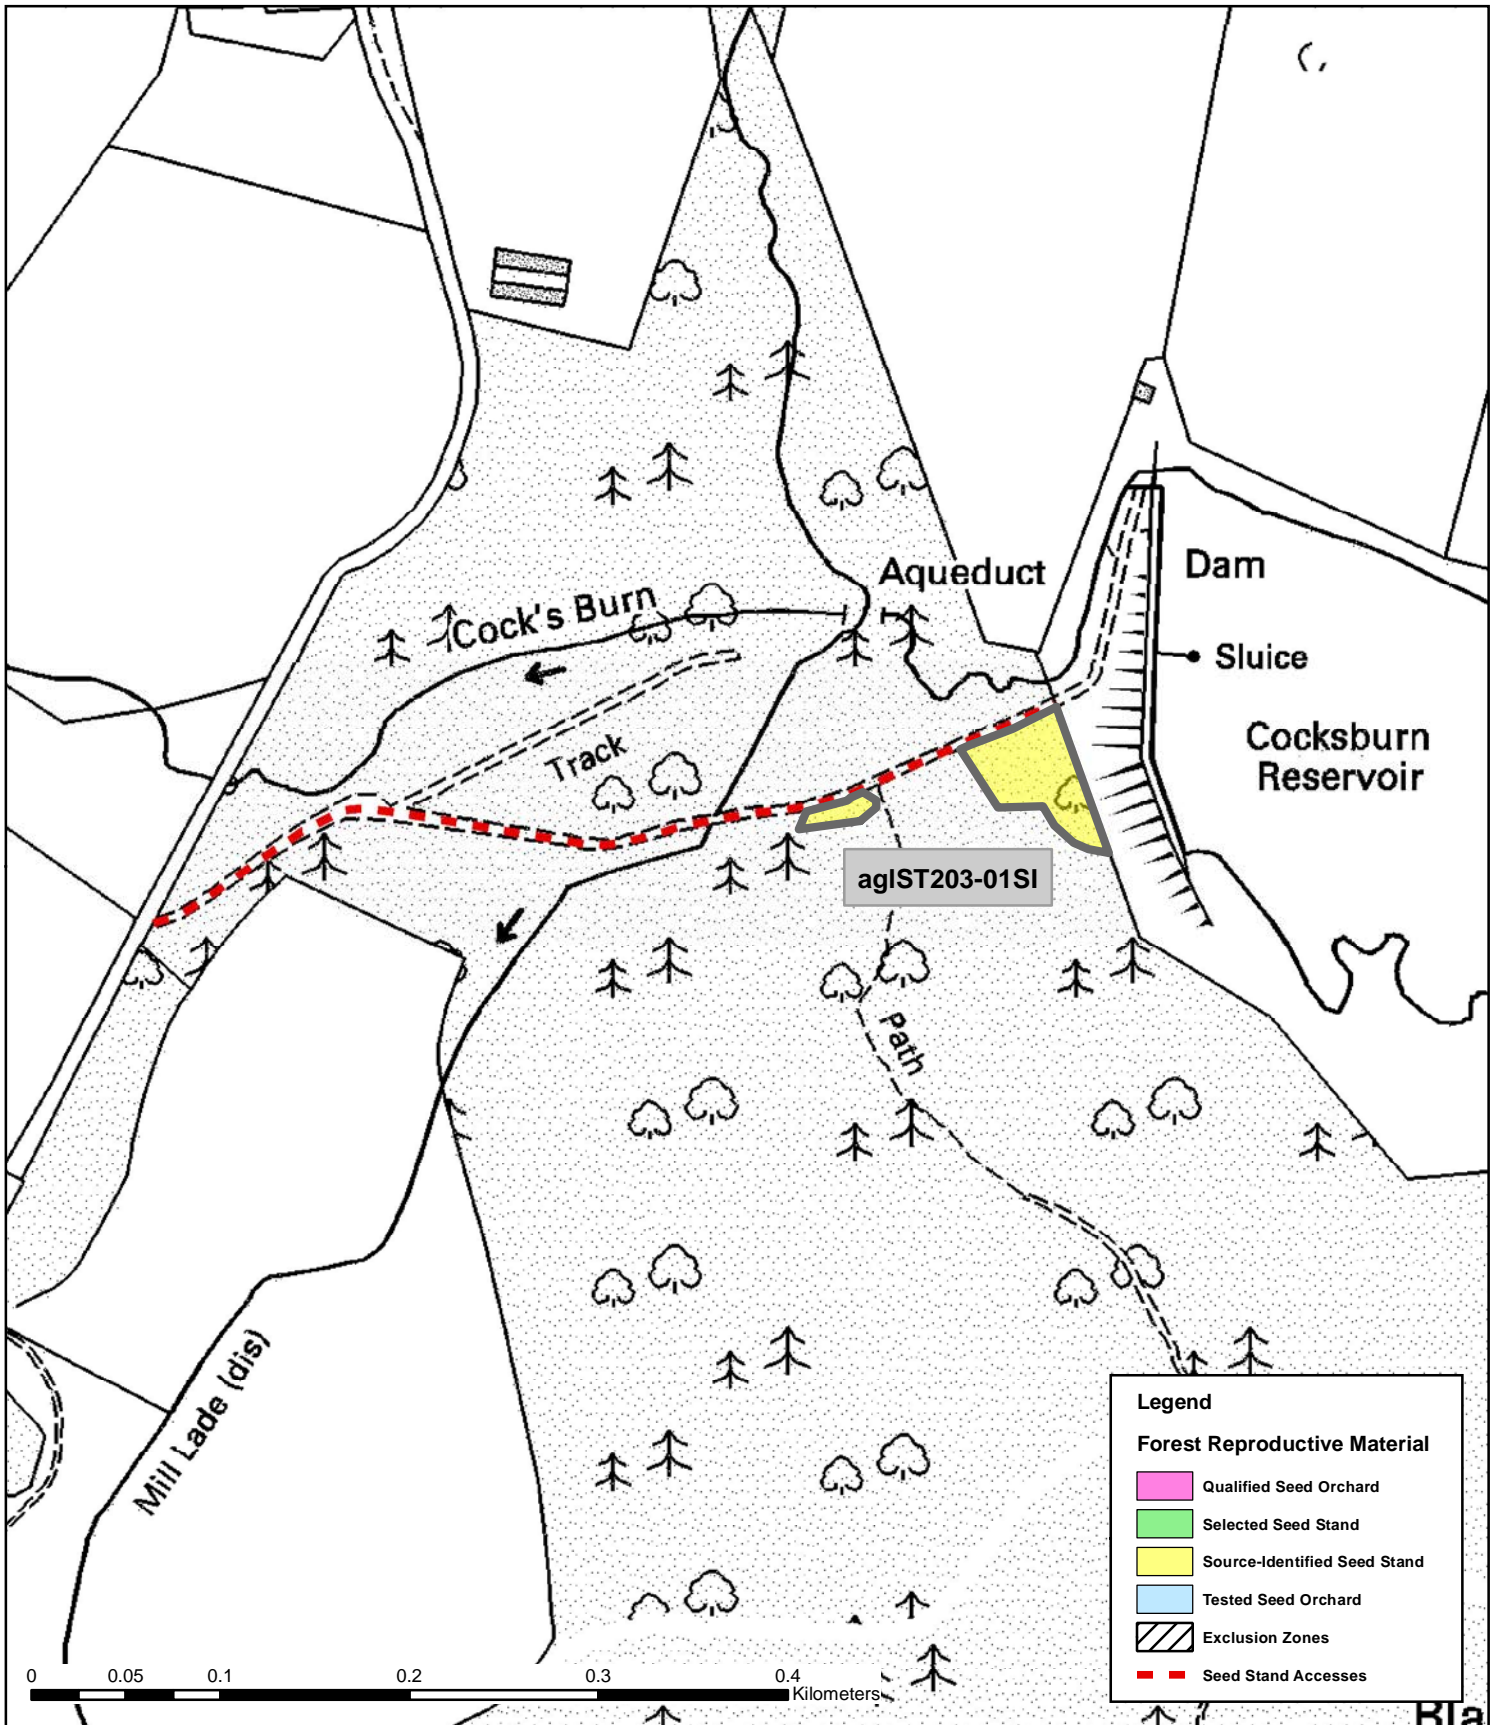 Aqueduct
Dam
Cock's Burn
Sluice
Track
Cocksburn
Reservoir
aglST203-01SI
Path
Mill Lade (dis)
Legend
Forest Reproductive Material
Qualified Seed Orchard
Selected Seed Stand
Source-Identified Seed Stand
Tested Seed Orchard
Exclusion Zones
Seed Stand Accesses
0 0.05 0.1 0.2 0.3 0.4
Kilometers
Bla